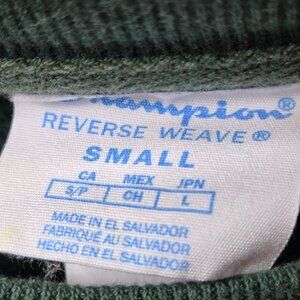 Champion®
REVERSE WEAVE®
SMALL
CA MEX JPN
S/P CH L
MADE IN EL SALVADOR
FABRIQUÉ AU SALVADOR
HECHO EN EL SALVADOR